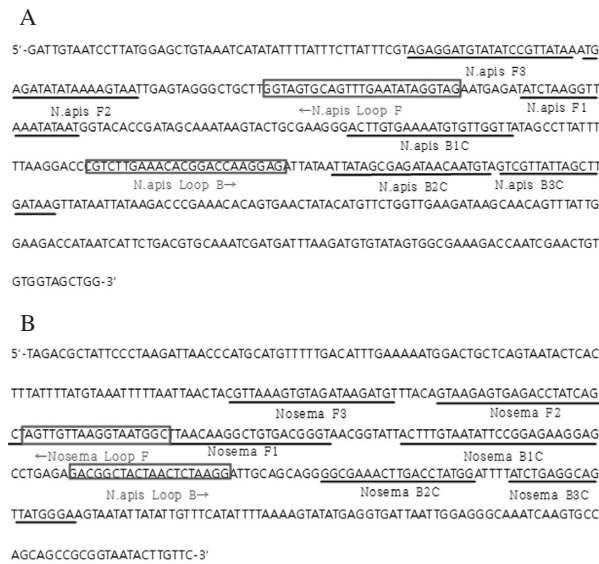 A
5'-GATTGTAATCCTTATGGAGCTGTAAATCATATATTTTATTTCTTATTTCGTAGAGGATGTATATCCGTTATAAATG
N.apis F3
AGATATATAAAAGTAATTGAGTAGGGCTGCTTGGTAGTGCAGTTTGAATATAGGTAGAATGAGATATCTAAGGTT
N.apis F2
←N.apis Loop F
N.apis F1
AAATATAATGGTACACCGATAGCAAATAAGTACTGCGAAGGGACTTGTGAAAATGTGTTGGTTATAGCCTTATTT
N.apis B1C
TTAAGGACCCGTCTTGAAACACGGACCAAGGAGATTATAATTATAGCGAGATAACAATGTAGTCGTTATTAGCTT
N.apis Loop B→
N.apis B2C
N.apis B3C
GATAAGTTATAATTATAAGACCCGAAACACAGTGAACTATACATGTTCTGGTTGAAGATAAGCAACAGTTTATTG
GAAGACCATAATCATTCTGACGTGCAAATCGATGATTTAAGATGTGTATAGTGGCGAAAGACCAATCGAACTGT
GTGGTAGCTGG-3'
B
5'-TAGACGCTATTCCCTAAGATTAACCCATGCATGTTTTTGACATTTGAAAAATGGACTGCTCAGTAATACTCAC
TTTATTTTATGTAAATTTTTAATTAACTACGTTAAAGTGTAGATAAGATGTTTACAGTAAGAGTGAGACCTATCAG
Nosema F3
Nosema F2
CTAGTTGTTAAGGTAATGGCTTAACAAGGCTGTGACGGGTAACGGTATTACTTTGTAATATTCCGGAGAAGGAG
←Nosema Loop F
Nosema F1
Nosema B1C
CCTGAGAGACGGCTACTAACTCTAAGGATTGCAGCAGGGGCGAAACTTGACCTATGGATTTTATCTGAGGCAG
N.apis Loop B→
Nosema B2C
Nosema B3C
TTATGGGAAGTAATATTATATTGTTTCATATTTTAAAAGTATATGAGGTGATTAATTGGAGGGCAAATCAAGTGCC
AGCAGCCGCGGTAATACTTGTTC-3'